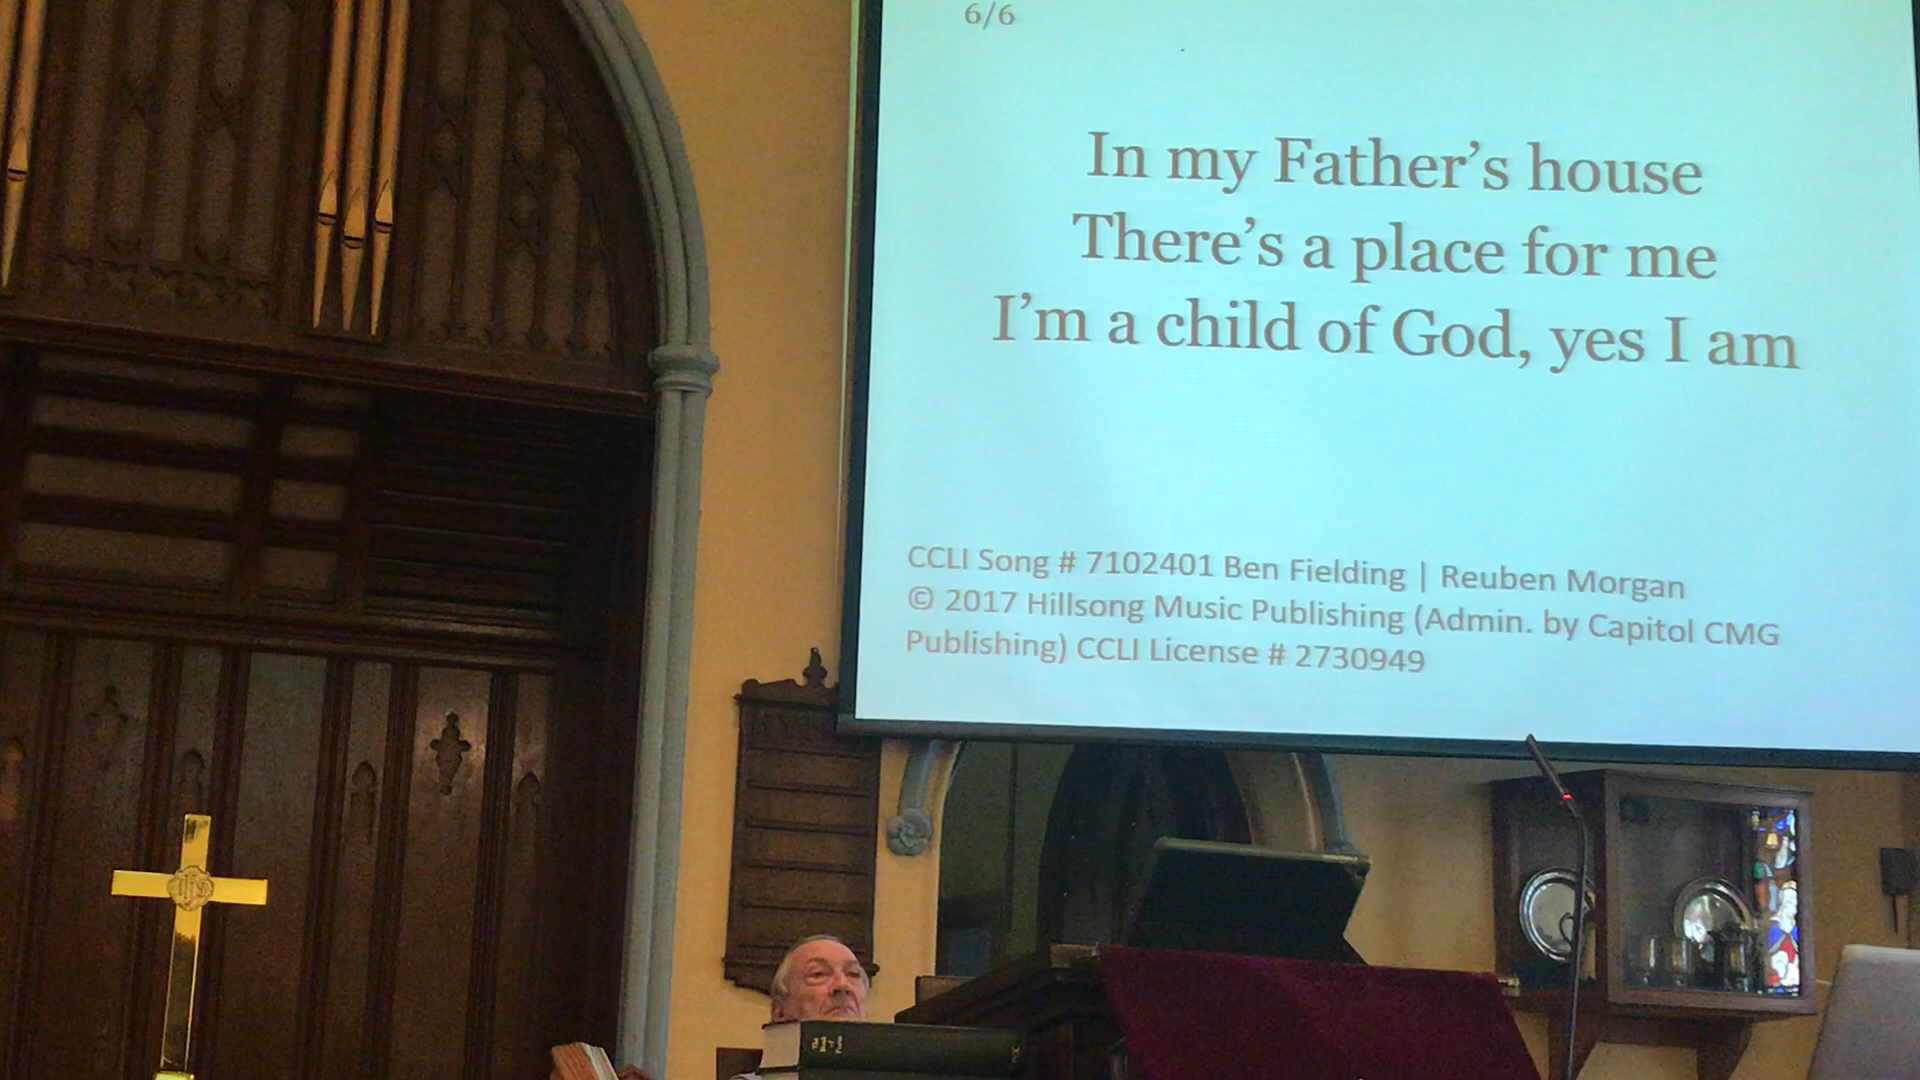 6/6
In my Father’s house
There’s a place for me
I’m a child of God, yes I am
CCLI Song # 7102401 Ben Fielding | Reuben Morgan
© 2017 Hillsong Music Publishing (Admin. by Capitol CMG
Publishing) CCLI License # 2730949
IHS